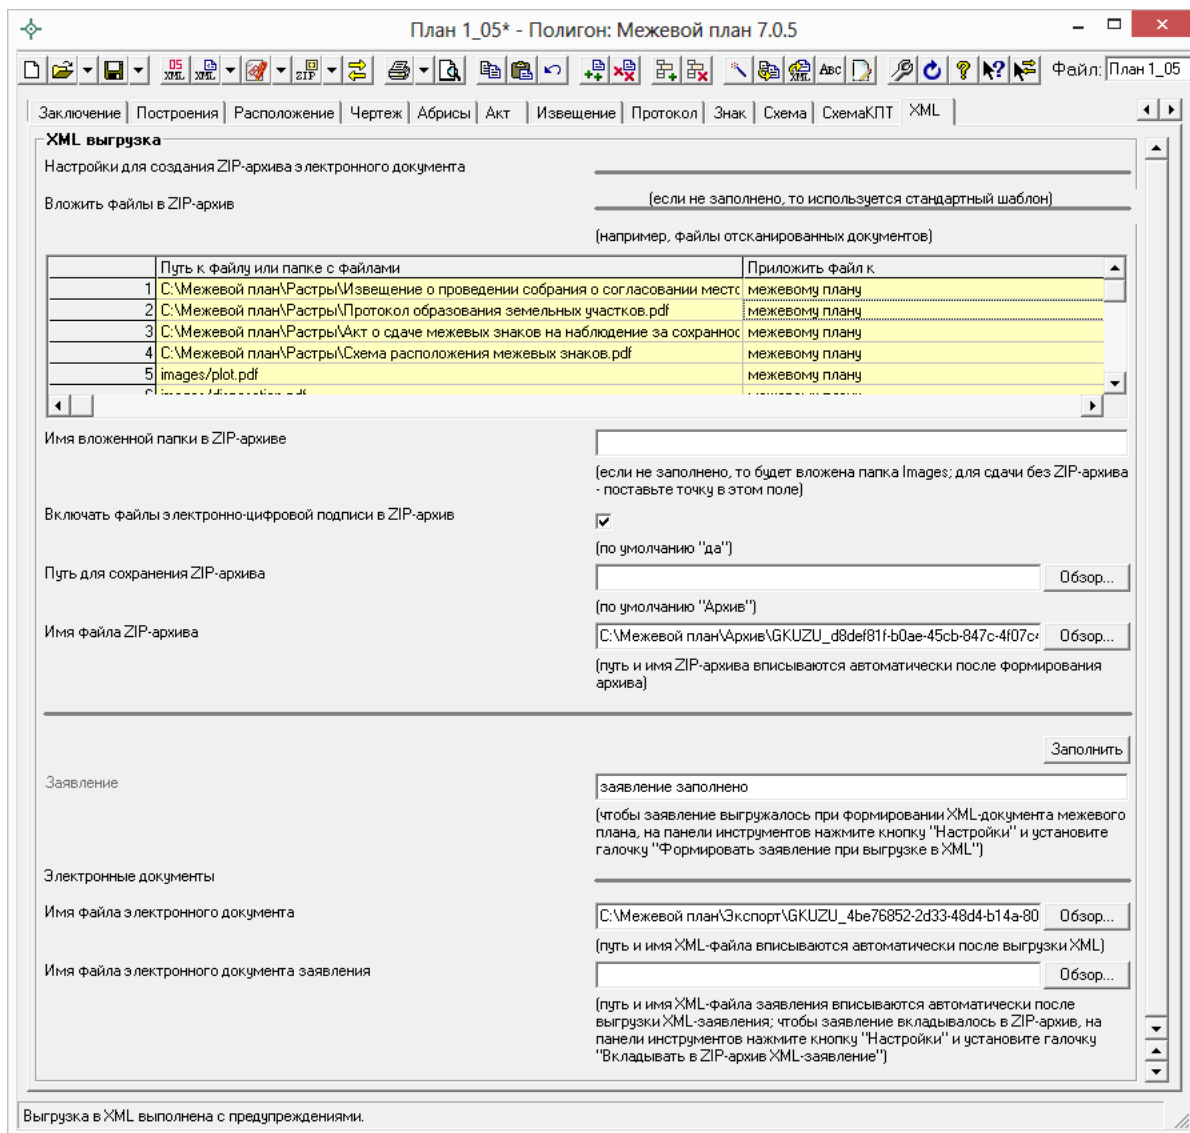 План 1_05* - Полигон: Межевой план 7.0.5
05 XML XML ZIP XML ABC Файл: План 1_05
Заключение Построения Расположение Чертеж Абрисы Акт Извещение Протокол Знак Схема СхемаКПТ XML
XML выгрузка
Настройки для создания ZIP-архива электронного документа
(если не заполнено, то используется стандартный шаблон)
Вложить файлы в ZIP-архив
(например, файлы отсканированных документов)
Путь к файлу или папке с файлами Приложить файл к
1 C:\Межевой план\Растры\Извещение о проведении собрания о согласовании место межевому плану
2 C:\Межевой план\Растры\Протокол образования земельных участков.pdf межевому плану
3 C:\Межевой план\Растры\Акт о сдаче межевых знаков на наблюдение за сохраннос межевому плану
4 C:\Межевой план\Растры\Схема расположения межевых знаков.pdf межевому плану
5 images/plot.pdf межевому плану
Имя вложенной папки в ZIP-архиве
(если не заполнено, то будет вложена папка Images; для сдачи без ZIP-архива
- поставьте точку в этом поле)
Включать файлы электронно-цифровой подписи в ZIP-архив
(по умолчанию "да")
Путь для сохранения ZIP-архива Обзор...
(по умолчанию "Архив")
Имя файла ZIP-архива C:\Межевой план\Архив\GKUZU_d8def81f-b0ae-45cb-847c-4f07c4 Обзор...
(путь и имя ZIP-архива вписываются автоматически после формирования
архива)
Заполнить
Заявление заявление заполнено
(чтобы заявление выгружалось при формировании XML-документа межевого
плана, на панели инструментов нажмите кнопку "Настройки" и установите
галочку "Формировать заявление при выгрузке в XML")
Электронные документы
Имя файла электронного документа C:\Межевой план\Экспорт\GKUZU_4be76852-2d33-48d4-b14a-80 Обзор...
(путь и имя XML-файла вписываются автоматически после выгрузки XML)
Имя файла электронного документа заявления Обзор...
(путь и имя XML-файла заявления вписываются автоматически после
выгрузки XML-заявления; чтобы заявление вкладывалось в ZIP-архив, на
панели инструментов нажмите кнопку "Настройки" и установите галочку
"Вкладывать в ZIP-архив XML-заявление")
Выгрузка в XML выполнена с предупреждениями.